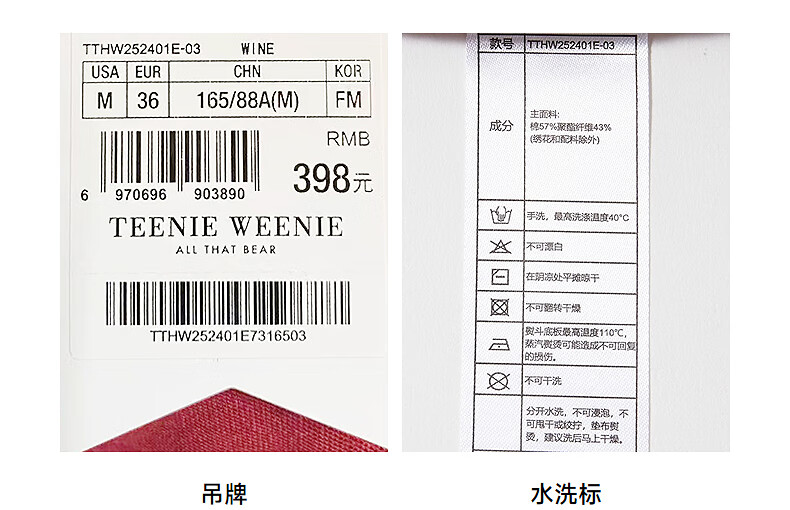 TTHW252401E-03 WINE
USA EUR CHN KOR
M 36 165/88A(M) FM
RMB
398元
6 970696 903890
TEENIE WEENIE
ALL THAT BEAR
TTHW252401E7316503
吊牌
款号 TTHW252401E-03
成分
主面料:
棉57%聚酯纤维43%
(绣花和配料除外)
手洗，最高洗涤温度40°C
不可漂白
在阴凉处平摊晾干
不可翻转干燥
熨斗底板最高温度110℃,
蒸汽熨烫可能造成不可回复
的损伤。
不可干洗
分开水洗，不可浸泡，不
可甩干或绞拧，垫布熨
烫，建议洗后马上干燥。
水洗标